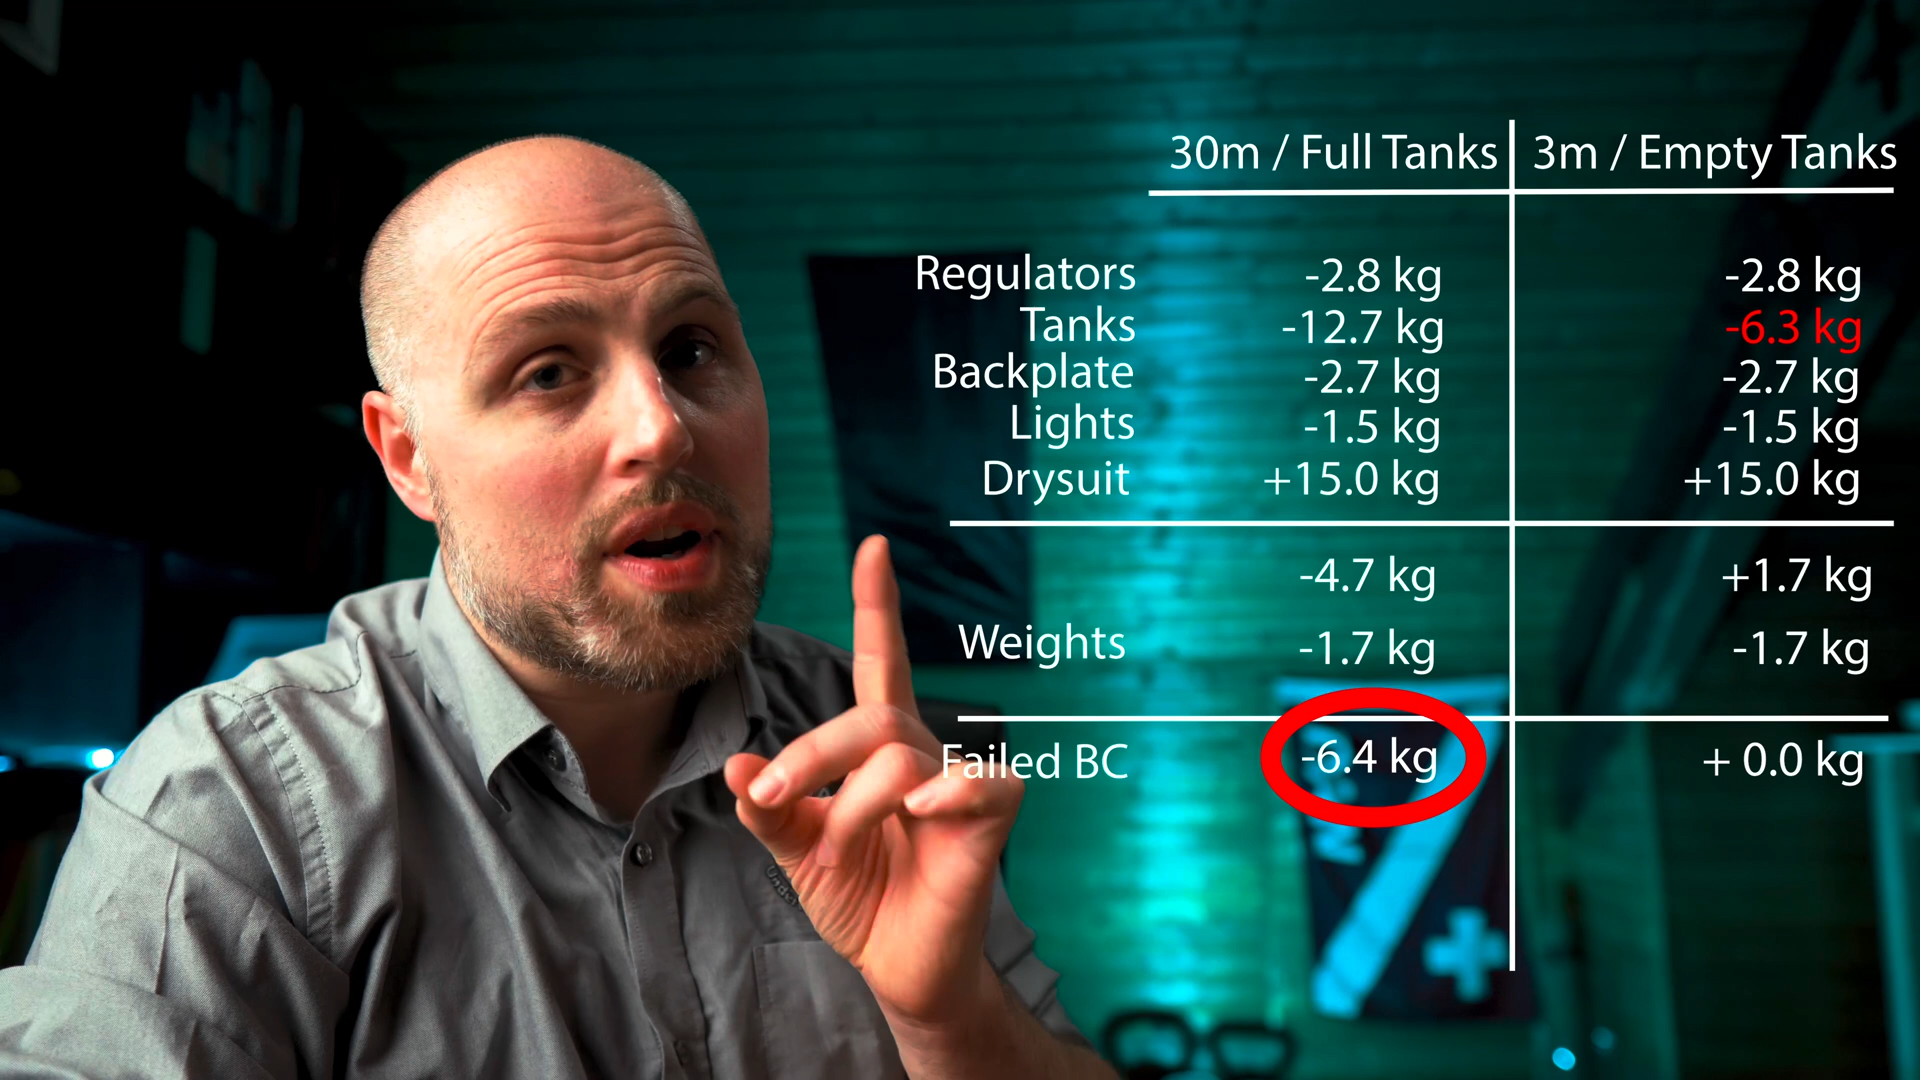 30m / Full Tanks 3m / Empty Tanks
Regulators -2.8 kg -2.8 kg
Tanks -12.7 kg -6.3 kg
Backplate -2.7 kg -2.7 kg
Lights -1.5 kg -1.5 kg
Drysuit +15.0 kg +15.0 kg
-4.7 kg +1.7 kg
Weights -1.7 kg -1.7 kg
Failed BC -6.4 kg + 0.0 kg